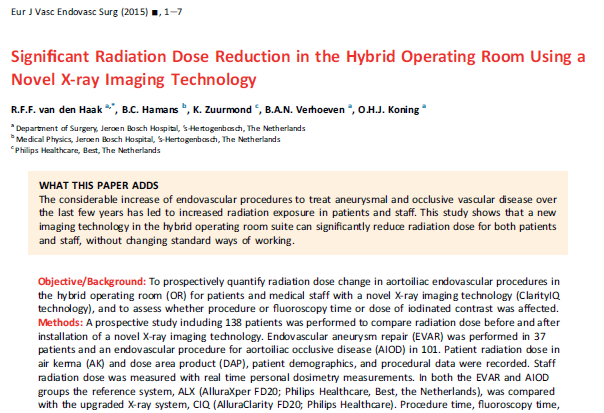 Eur J Vasc Endovasc Surg (2015) ■, 1–7
Significant Radiation Dose Reduction in the Hybrid Operating Room Using a
Novel X-ray Imaging Technology
R.F.F. van den Haak a,*, B.C. Hamans b, K. Zuurmond c, B.A.N. Verhoeven a, O.H.J. Koning a
a Department of Surgery, Jeroen Bosch Hospital, 's-Hertogenbosch, The Netherlands
b Medical Physics, Jeroen Bosch Hospital, 's-Hertogenbosch, The Netherlands
c Philips Healthcare, Best, The Netherlands
WHAT THIS PAPER ADDS
The considerable increase of endovascular procedures to treat aneurysmal and occlusive vascular disease over
the last few years has led to increased radiation exposure in patients and staff. This study shows that a new
imaging technology in the hybrid operating room suite can significantly reduce radiation dose for both patients
and staff, without changing standard ways of working.
Objective/Background: To prospectively quantify radiation dose change in aortoiliac endovascular procedures in
the hybrid operating room (OR) for patients and medical staff with a novel X-ray imaging technology (ClarityIQ
technology), and to assess whether procedure or fluoroscopy time or dose of iodinated contrast was affected.
Methods: A prospective study including 138 patients was performed to compare radiation dose before and after
installation of a novel X-ray imaging technology. Endovascular aneurysm repair (EVAR) was performed in 37
patients and an endovascular procedure for aortoiliac occlusive disease (AIOD) in 101. Patient radiation dose in
air kerma (AK) and dose area product (DAP), patient demographics, and procedural data were recorded. Staff
radiation dose was measured with real time personal dosimetry measurements. In both the EVAR and AIOD
groups the reference system, ALX (AlluraXper FD20; Philips Healthcare, Best, the Netherlands), was compared
with the upgraded X-ray system, CIQ (AlluraClarity FD20; Philips Healthcare). Procedure time, fluoroscopy time,